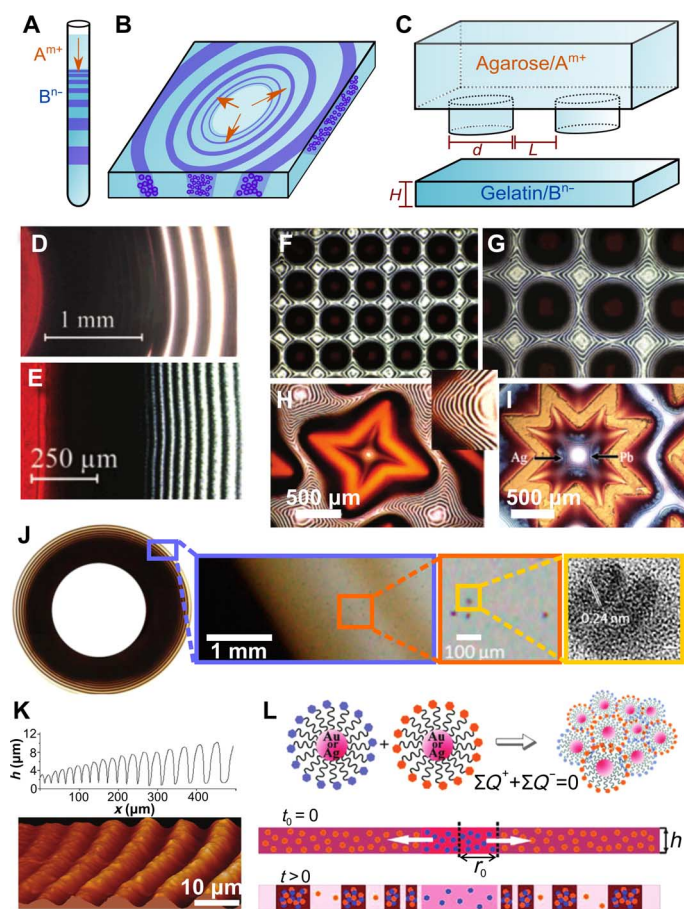 A
A^m+
B^n-
B
C
Agarose/A^m+
d
L
H
Gelatin/B^n-
D
1 mm
E
250 µm
F
G
H
500 µm
I
Ag
Pb
500 µm
J
1 mm
100 µm
0.24 nm
K
h (µm)
12
8
4
0
100 200 300 400
x (µm)
10 µm
L
Au or Ag
+
Au or Ag
ΣQ⁺+ΣQ⁻=0
t₀ = 0
h
r₀
t>0